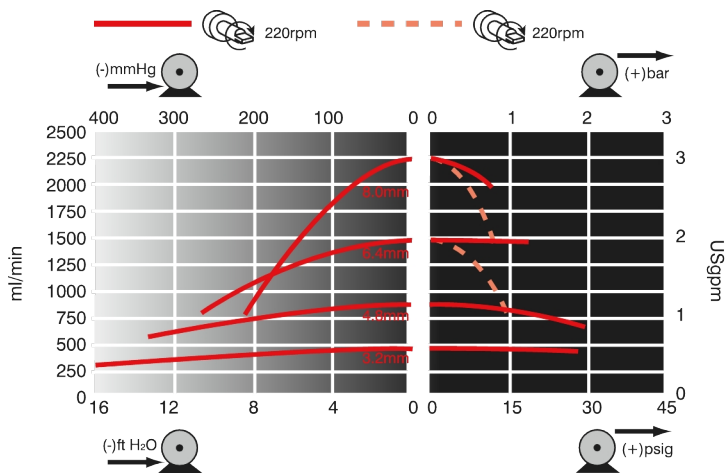 220rpm 220rpm
(-)mmHg (+)bar
400 300 200 100 0 0 1 2 3
2500
2250 3
2000
8.0mm
1750
1500 2
6.4mm
1250
1000
750 1
4.8mm
500
3.2mm
250
0 0
16 12 8 4 0 0 15 30 45
ml/min
USgpm
(-)ft H₂O (+)psig